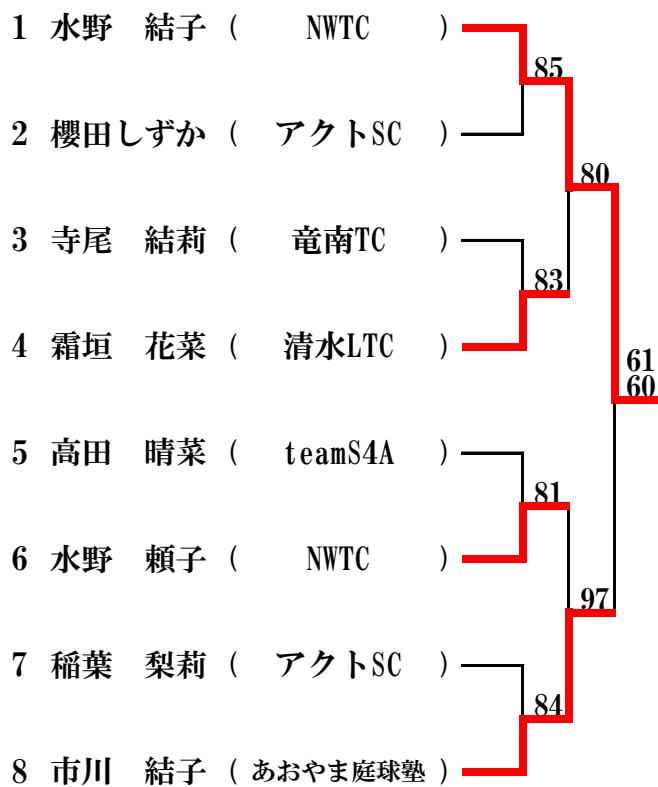 1 水野 結子 ( NWTC )
85
2 櫻田しずか ( アクトSC )
80
3 寺尾 結莉 ( 竜南TC )
83
4 霜垣 花菜 ( 清水LTC )
61
60
5 高田 晴菜 ( teamS4A )
81
6 水野 頼子 ( NWTC )
97
7 稲葉 梨莉 ( アクトSC )
84
8 市川 結子 ( あおやま庭球塾 )